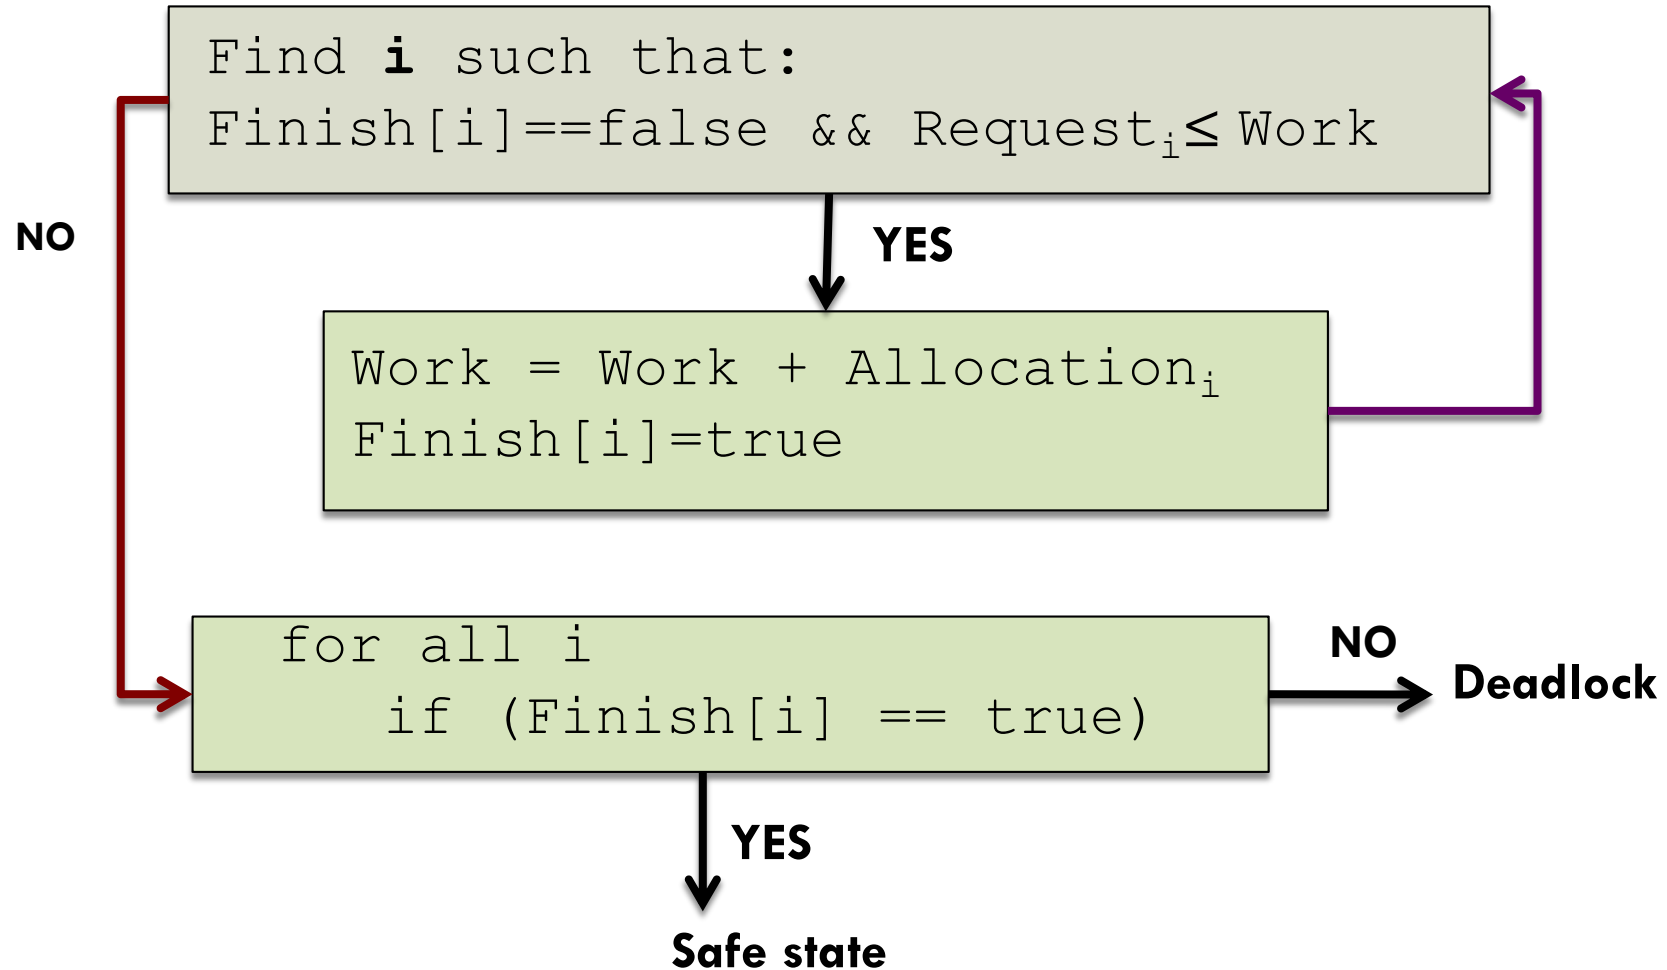 Find i such that:
Finish[i]==false && Requestᵢ≤ Work
NO
YES
Work = Work + Allocationᵢ
Finish[i]=true
for all i
if (Finish[i] == true)
NO
Deadlock
YES
Safe state